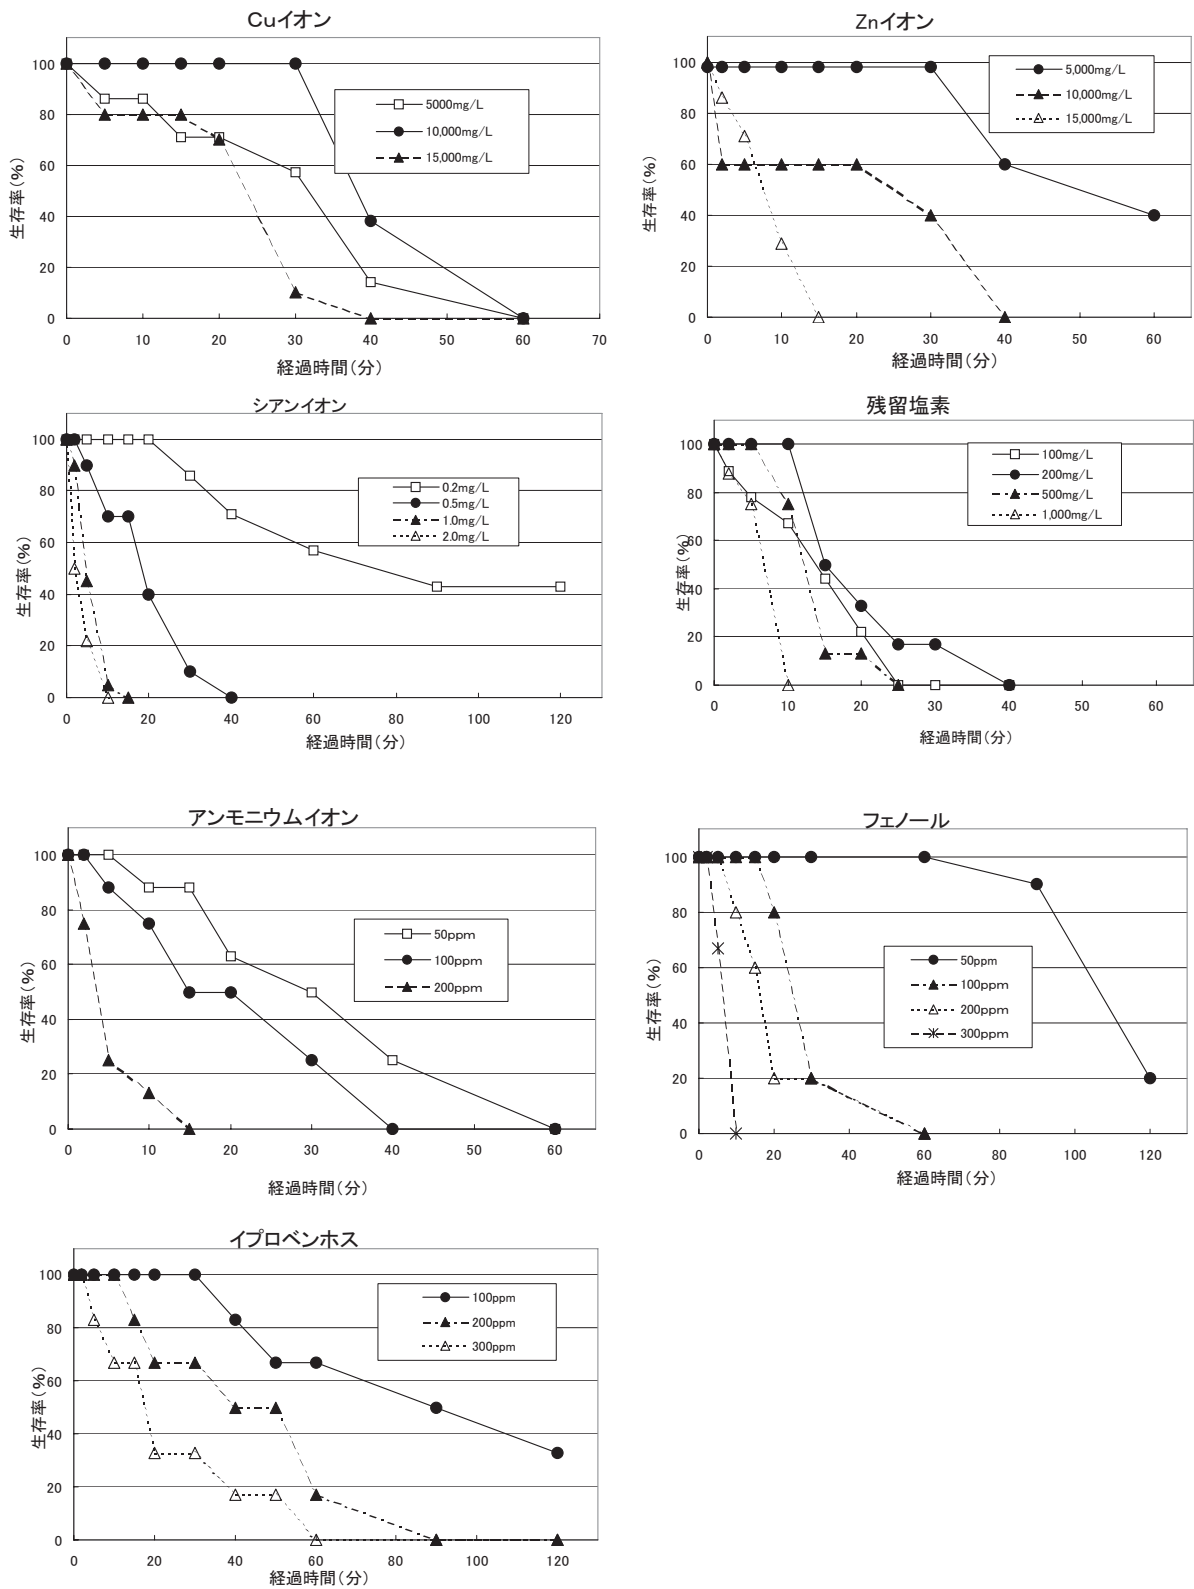 Cuイオン
生存率(%)
100
80
60
40
20
0
5000mg/L
10,000mg/L
15,000mg/L
0 10 20 30 40 50 60 70
経過時間(分)
Znイオン
生存率(%)
100
80
60
40
20
0
5,000mg/L
10,000mg/L
15,000mg/L
0 10 20 30 40 50 60
経過時間(分)
シアンイオン
生存率(%)
100
80
60
40
20
0
0.2mg/L
0.5mg/L
1.0mg/L
2.0mg/L
0 20 40 60 80 100 120
経過時間(分)
残留塩素
生存率(%)
100
80
60
40
20
0
100mg/L
200mg/L
500mg/L
1,000mg/L
0 10 20 30 40 50 60
経過時間(分)
アンモニウムイオン
生存率(%)
100
80
60
40
20
0
50ppm
100ppm
200ppm
0 10 20 30 40 50 60
経過時間(分)
フェノール
生存率(%)
100
80
60
40
20
0
50ppm
100ppm
200ppm
300ppm
0 20 40 60 80 100 120
経過時間(分)
イプロベンホス
生存率(%)
100
80
60
40
20
0
100ppm
200ppm
300ppm
0 20 40 60 80 100 120
経過時間(分)